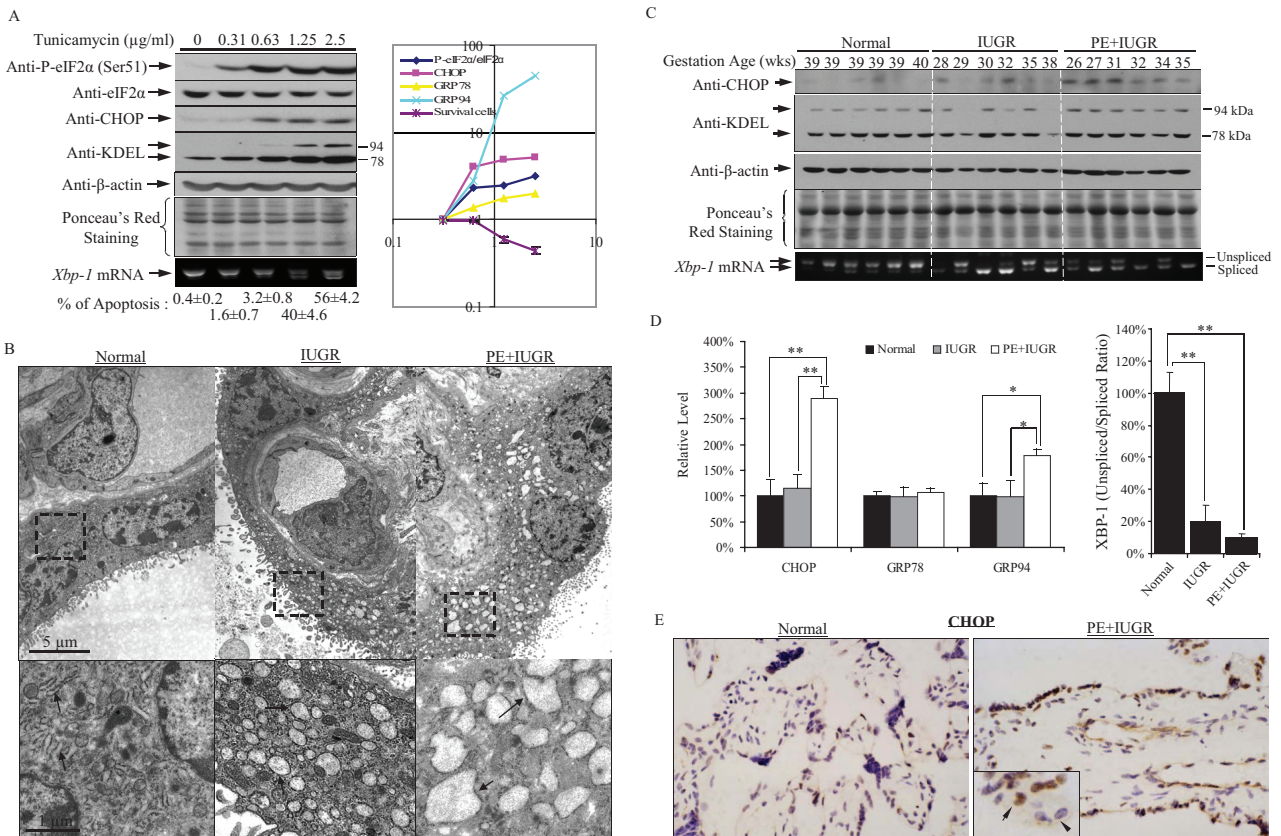 A
Tunicamycin (µg/ml)
0 0.31 0.63 1.25 2.5
Anti-P-eIF2α (Ser51)
Anti-eIF2α
Anti-CHOP
Anti-KDEL
94
78
Anti-β-actin
Ponceau's Red
Staining
Xbp-1 mRNA
% of Apoptosis : 0.4±0.2 3.2±0.8 56±4.2
1.6±0.7 40±4.6
100
P-eIF2α/eIF2α
CHOP
GRP78
GRP94
Survival cells
10
1
0.1 1 10
0.1
B
Normal IUGR PE+IUGR
5 µm
1 µm
C
Normal IUGR PE+IUGR
Gestation Age (wks) 39 39 39 39 39 40 28 29 30 32 35 38 26 27 31 32 34 35
Anti-CHOP
Anti-KDEL
94 kDa
78 kDa
Anti-β-actin
Ponceau's
Red Staining
Xbp-1 mRNA
Unspliced
Spliced
D
Relative Level
400%
350%
300%
250%
200%
150%
100%
50%
0%
Normal IUGR PE+IUGR
** ** * *
CHOP GRP78 GRP94
XBP-1 (Unspliced/Spliced Ratio)
140%
120%
100%
80%
60%
40%
20%
0%
** **
Normal IUGR PE+IUGR
E
CHOP
Normal PE+IUGR